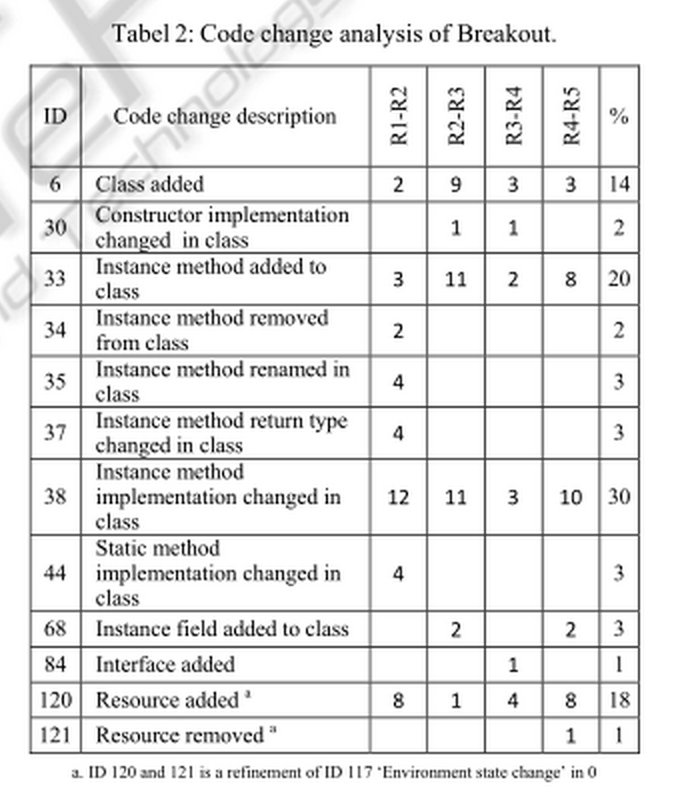 Tabel 2: Code change analysis of Breakout.
ID Code change description R1-R2 R2-R3 R3-R4 R4-R5 %
6 Class added 2 9 3 3 14
Constructor implementation
30 1 1 2
changed in class
Instance method added to
33 3 11 2 8 20
class
Instance method removed
34 2 2
from class
Instance method renamed in
35 4 3
class
Instance method return type
37 4 3
changed in class
Instance method
38 implementation changed in 12 11 3 10 30
class
Static method
44 implementation changed in 4 3
class
68 Instance field added to class 2 2 3
84 Interface added 1 1
120 Resource added a 8 1 4 8 18
121 Resource removed a 1 1
a. ID 120 and 121 is a refinement of ID 117 ‘Environment state change’ in 0